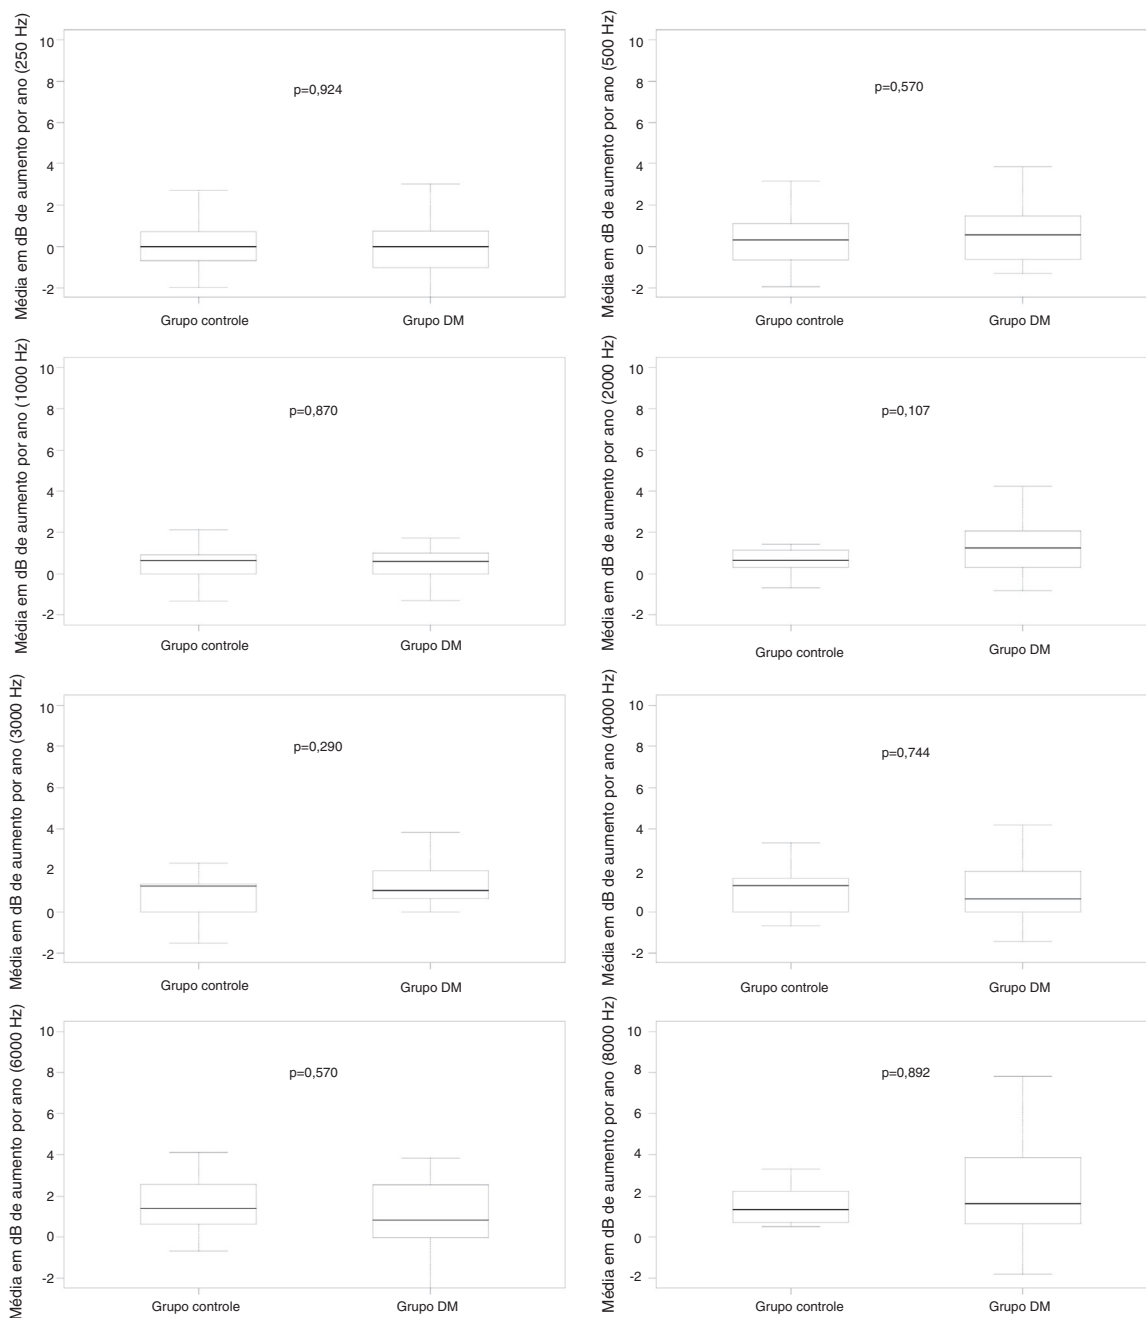 Média em dB de aumento por ano (250 Hz)
10
8
6
4
2
0
-2
p=0,924
Grupo controle
Grupo DM
Média em dB de aumento por ano (500 Hz)
10
8
6
4
2
0
-2
p=0,570
Grupo controle
Grupo DM
Média em dB de aumento por ano (1000 Hz)
10
8
6
4
2
0
-2
p=0,870
Grupo controle
Grupo DM
Média em dB de aumento por ano (2000 Hz)
10
8
6
4
2
0
-2
p=0,107
Grupo controle
Grupo DM
Média em dB de aumento por ano (3000 Hz)
10
8
6
4
2
0
-2
p=0,290
Grupo controle
Grupo DM
Média em dB de aumento por ano (4000 Hz)
10
8
6
4
2
0
-2
p=0,744
Grupo controle
Grupo DM
Média em dB de aumento por ano (6000 Hz)
10
8
6
4
2
0
-2
p=0,570
Grupo controle
Grupo DM
Média em dB de aumento por ano (8000 Hz)
10
8
6
4
2
0
-2
p=0,892
Grupo controle
Grupo DM